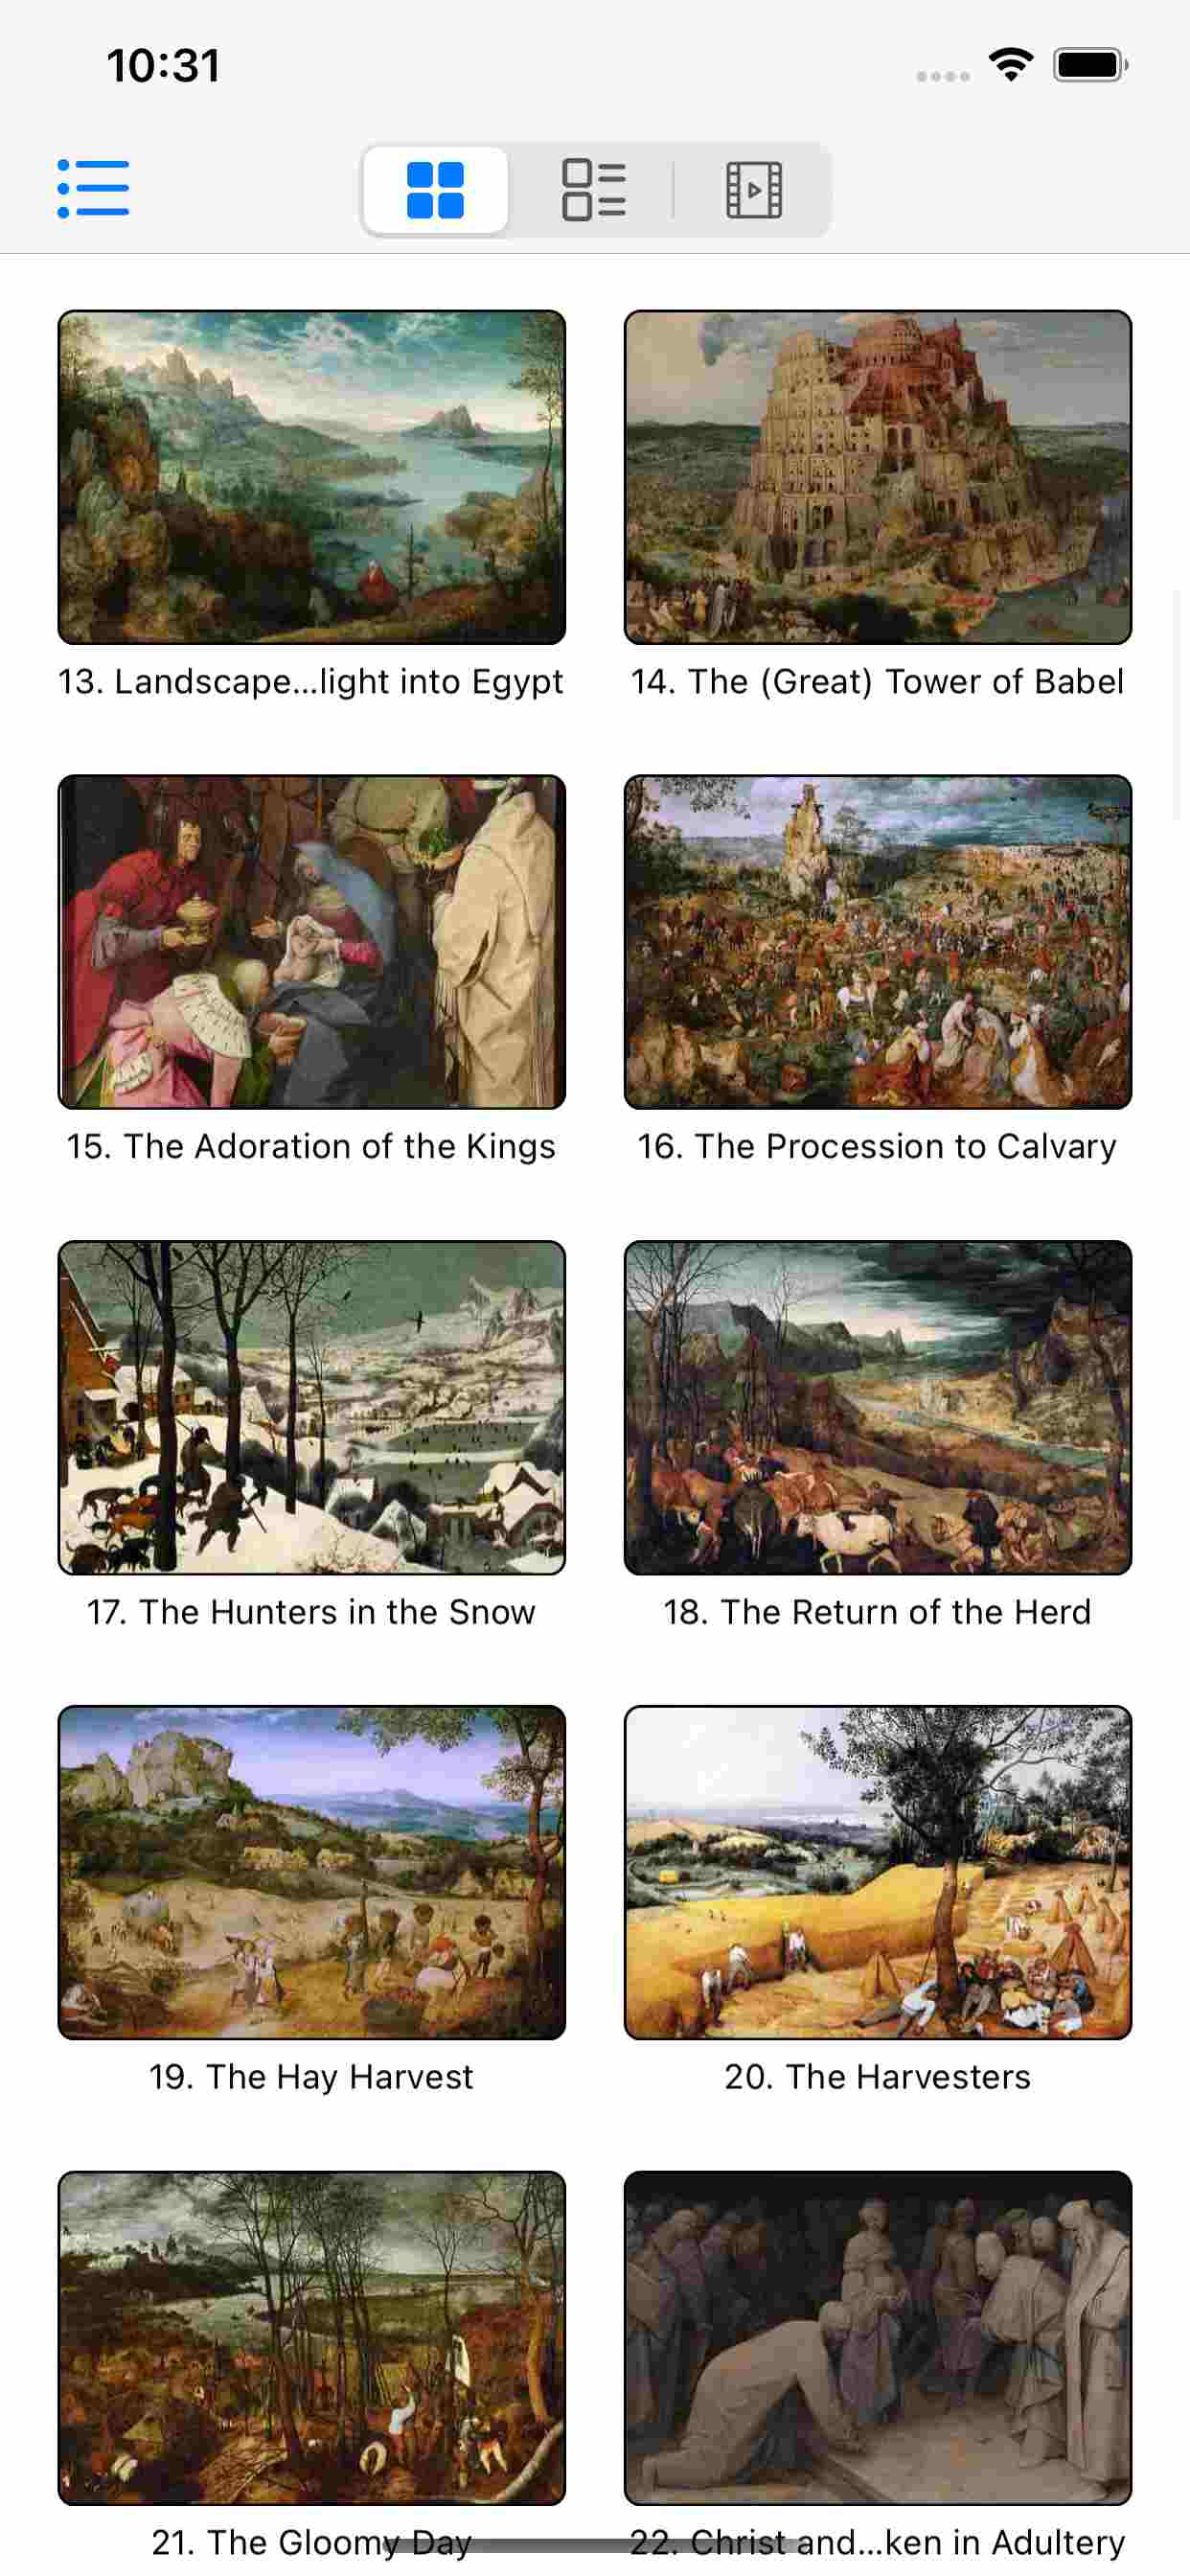 10:31
13. Landscape...light into Egypt
14. The (Great) Tower of Babel
15. The Adoration of the Kings
16. The Procession to Calvary
17. The Hunters in the Snow
18. The Return of the Herd
19. The Hay Harvest
20. The Harvesters
21. The Gloomy Day
22. Christ and...ken in Adultery